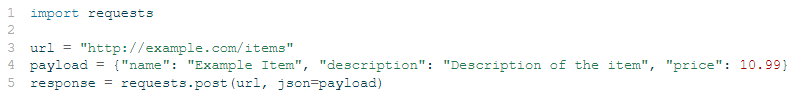 1 import requests
2
3 url = "http://example.com/items"
4 payload = {"name": "Example Item", "description": "Description of the item", "price": 10.99}
5 response = requests.post(url, json=payload)